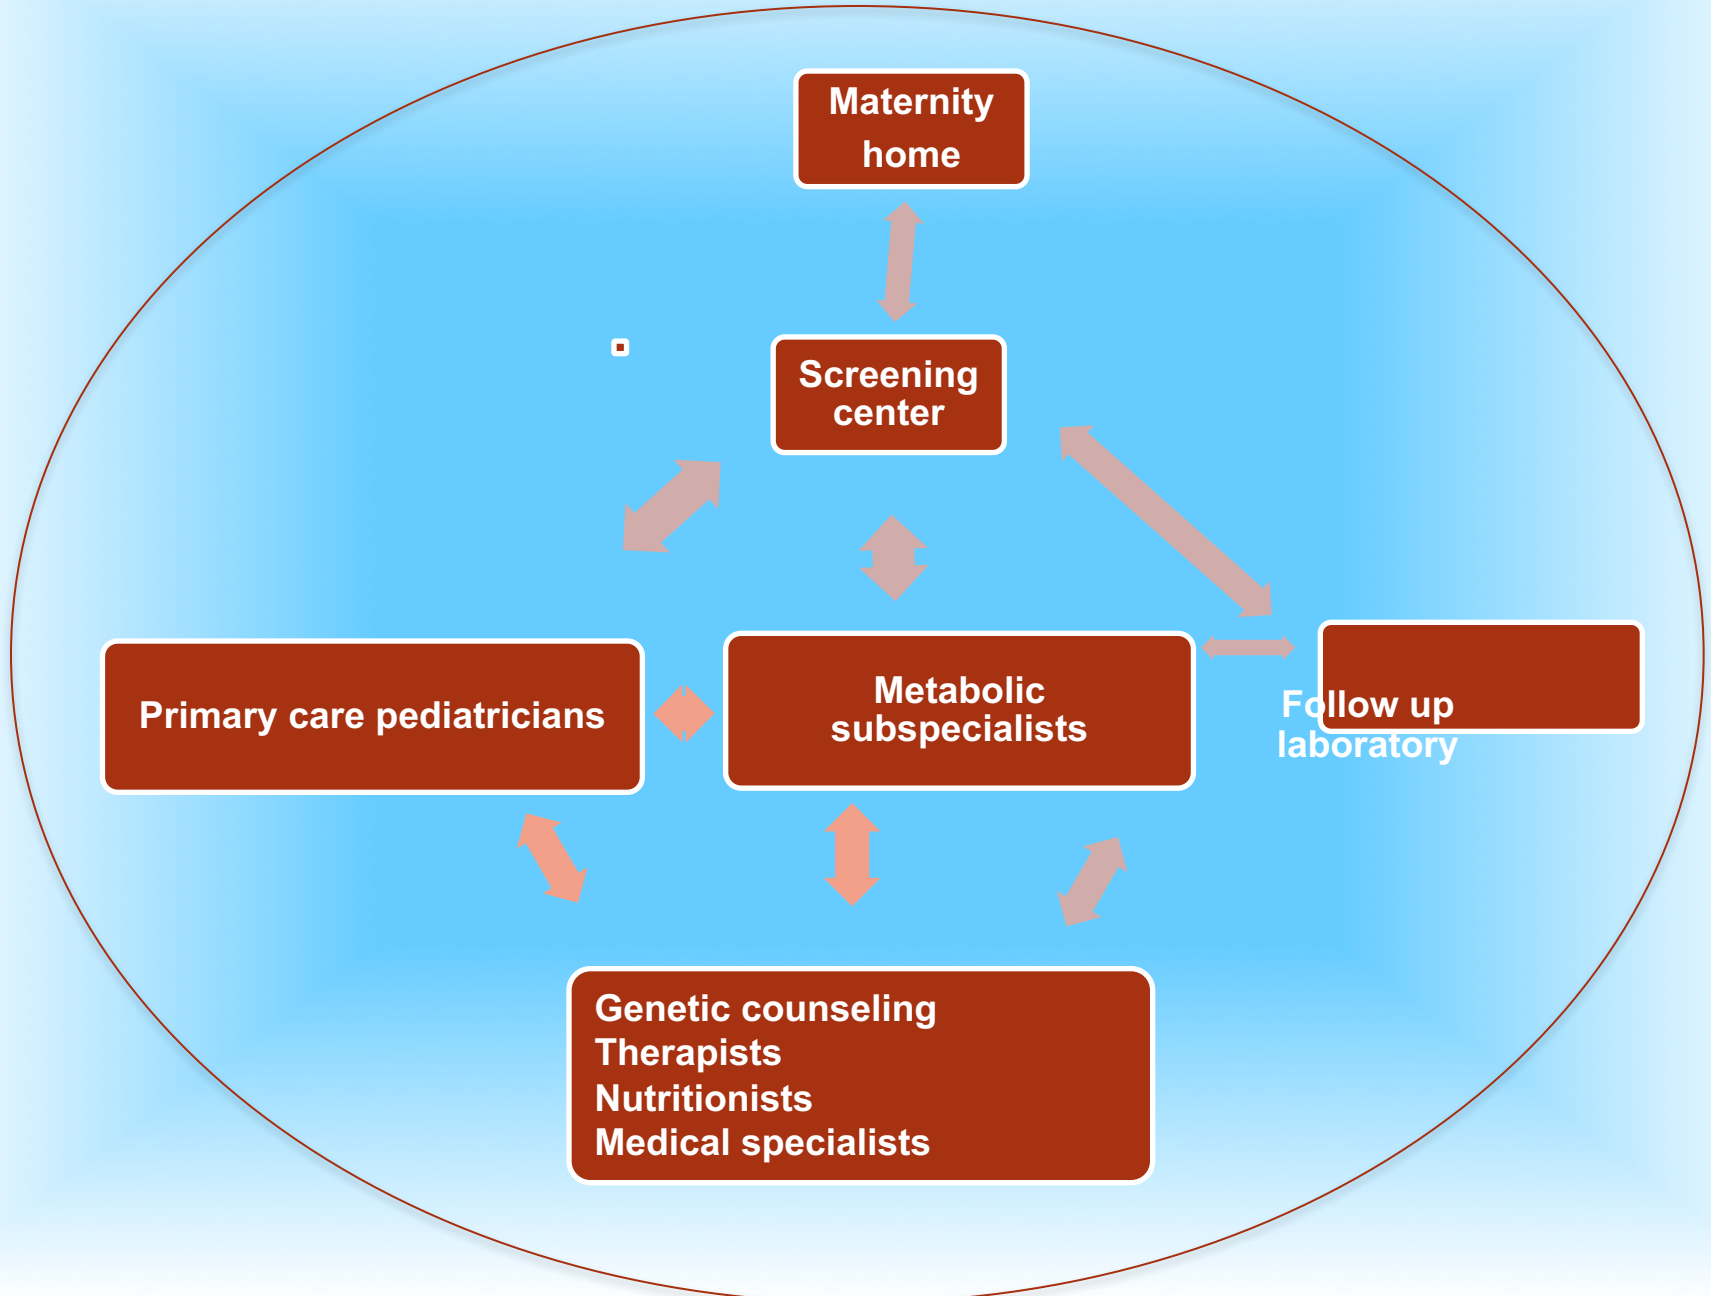 Maternity
home
Screening
center
Primary care pediatricians
Metabolic
subspecialists
Follow up
laboratory
Genetic counseling
Therapists
Nutritionists
Medical specialists